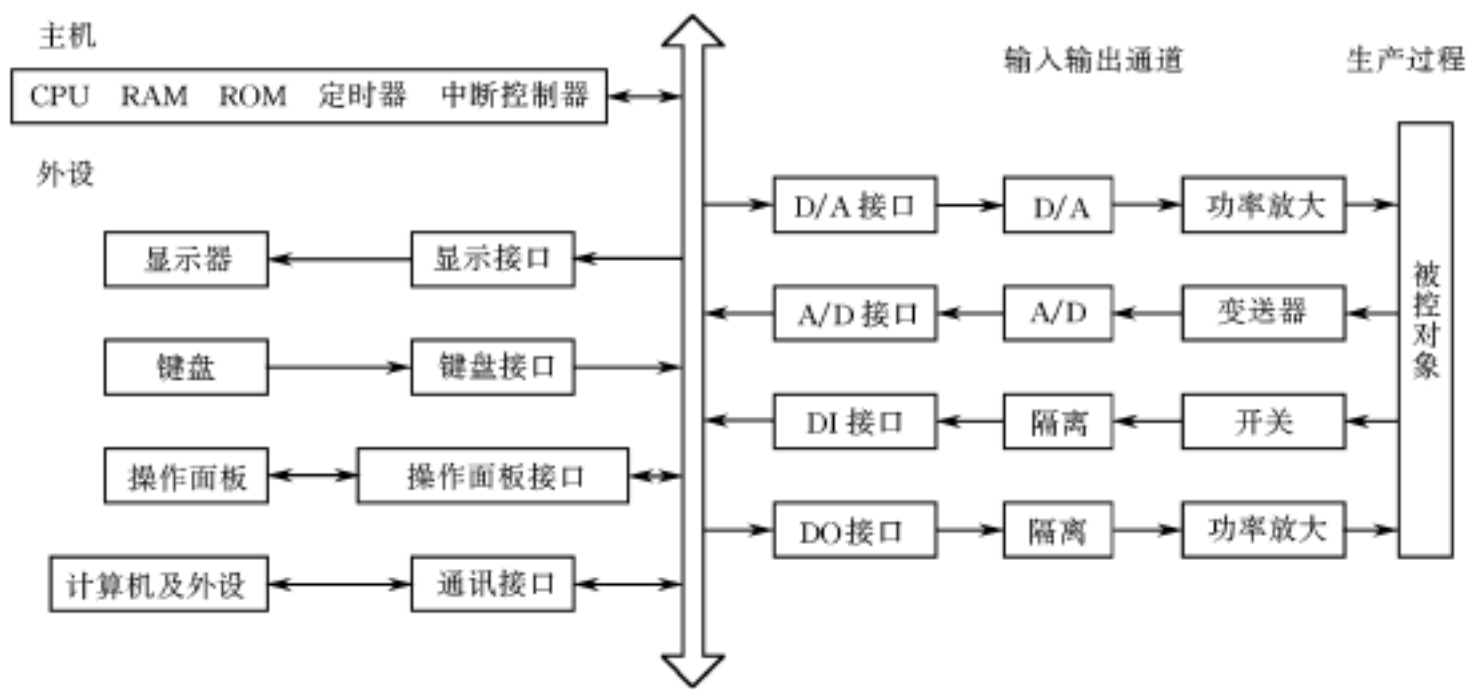 主机
输入输出通道
生产过程
CPU RAM ROM 定时器 中断控制器
外设
D/A 接口
D/A
功率放大
显示器
显示接口
A/D 接口
A/D
变送器
被控对象
键盘
键盘接口
DI 接口
隔离
开关
操作面板
操作面板接口
DO接口
隔离
功率放大
计算机及外设
通讯接口